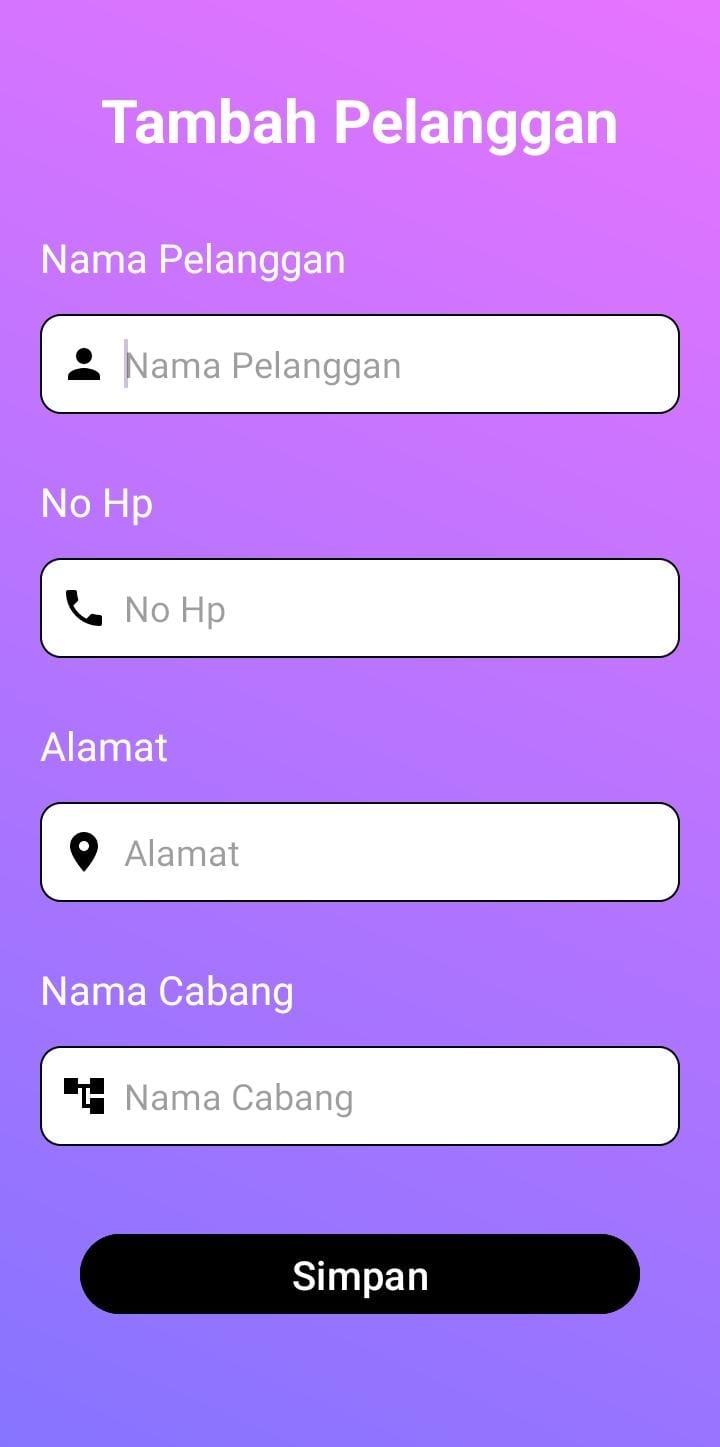 Tambah Pelanggan
Nama Pelanggan
Nama Pelanggan
No Hp
No Hp
Alamat
Alamat
Nama Cabang
Nama Cabang
Simpan